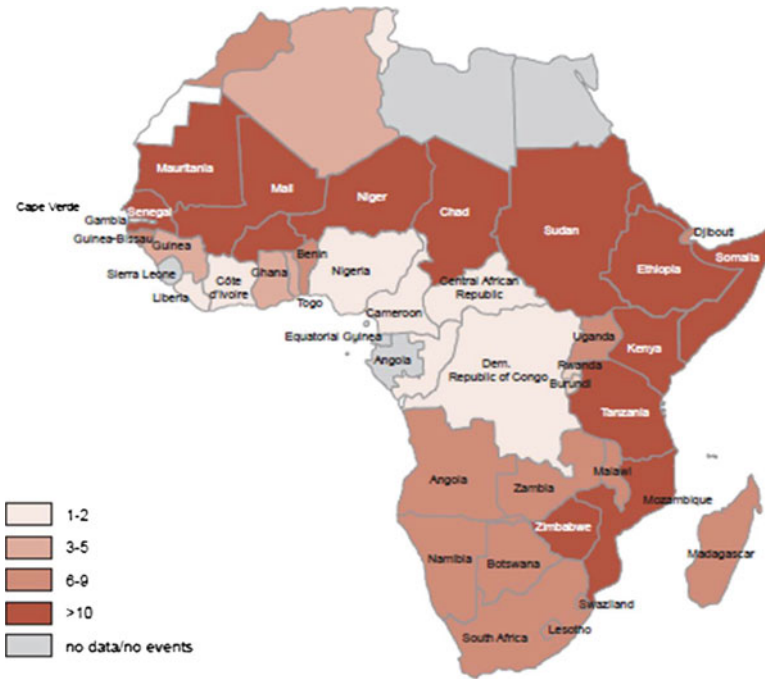 Mauritania
Mali
Niger
Chad
Sudan
Cape Verde
Senegal
Gambia
Guinea-Bissau
Guinea
Sierra Leone
Liberia
Côte
d'Ivoire
Ghana
Togo
Benin
Nigeria
Cameroon
Central African
Republic
Djibouti
Ethiopia
Somalia
Equatorial Guinea
Angola
Dem.
Republic of Congo
Uganda
Kenya
Rwanda
Burundi
Tanzania
Angola
Zambia
Malawi
Mozambique
Zimbabwe
Madagascar
Namibia
Botswana
Swaziland
Lesotho
South Africa
1-2
3-5
6-9
>10
no data/no events